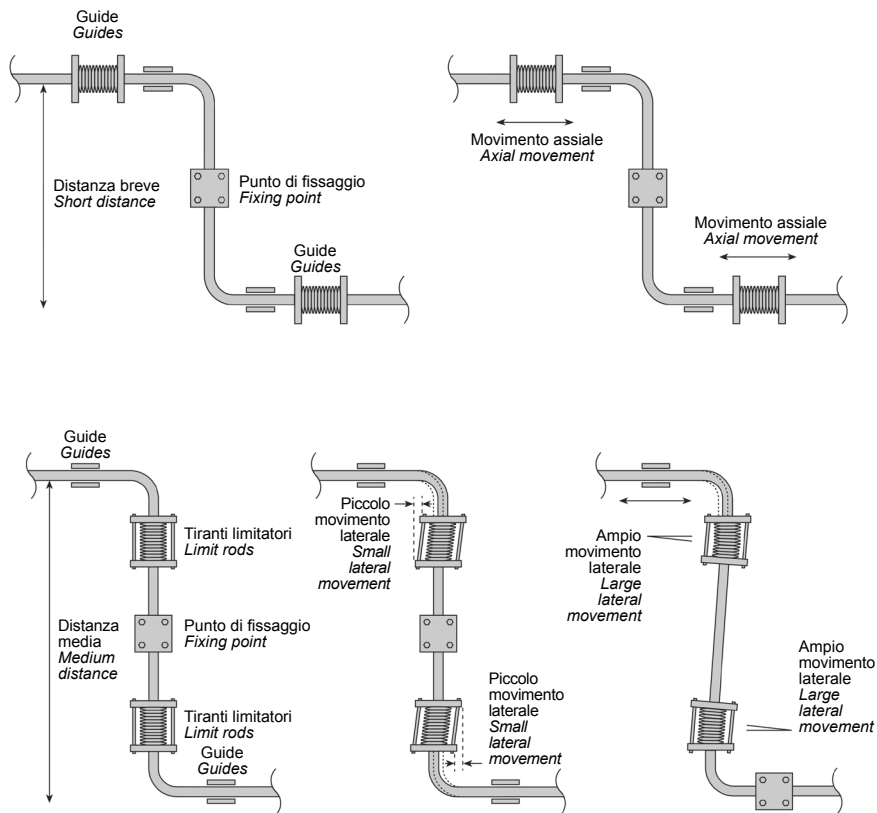 Guide
Guides
Distanza breve
Short distance
Punto di fissaggio
Fixing point
Guide
Guides
Movimento assiale
Axial movement
Movimento assiale
Axial movement
Guide
Guides
Tiranti limitatori
Limit rods
Distanza
media
Medium
distance
Punto di fissaggio
Fixing point
Tiranti limitatori
Limit rods
Guide
Guides
Piccolo
movimento
laterale
Small
lateral
movement
Piccolo
movimento
laterale
Small
lateral
movement
Ampio
movimento
laterale
Large
lateral
movement
Ampio
movimento
laterale
Large
lateral
movement